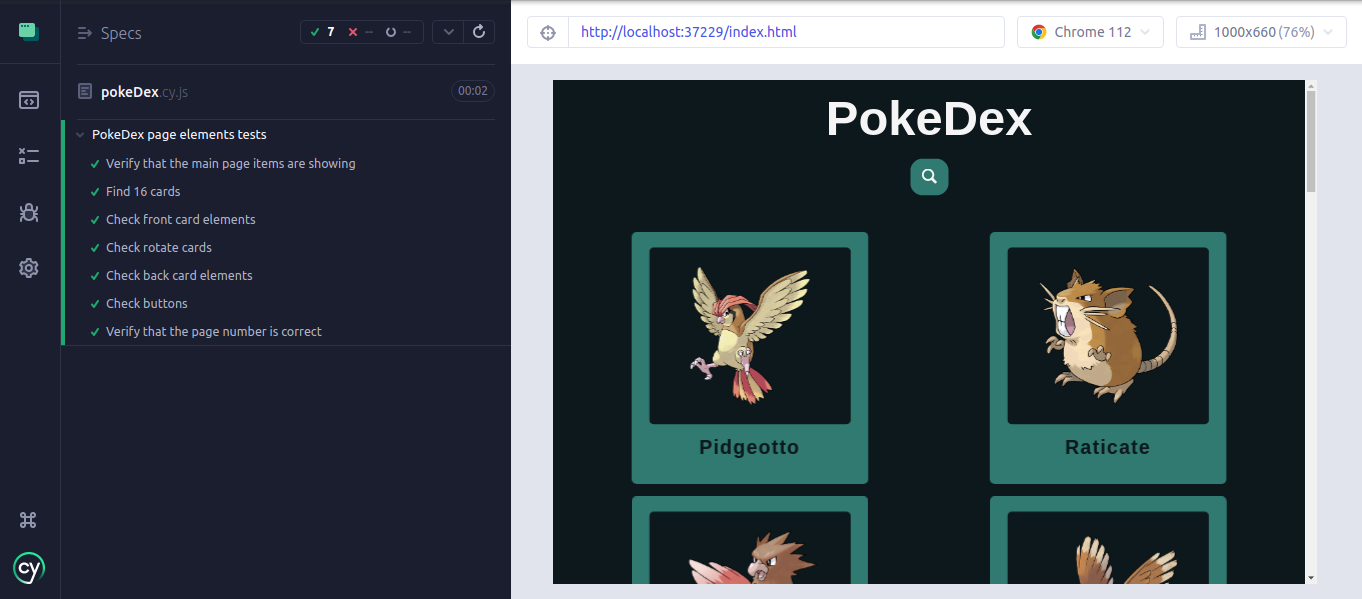 Specs
7 -- --
pokeDex.cy.js
00:02
PokeDex page elements tests
Verify that the main page items are showing
Find 16 cards
Check front card elements
Check rotate cards
Check back card elements
Check buttons
Verify that the page number is correct
cy
http://localhost:37229/index.html
Chrome 112
1000x660 (76%)
PokeDex
Pidgeotto
Raticate